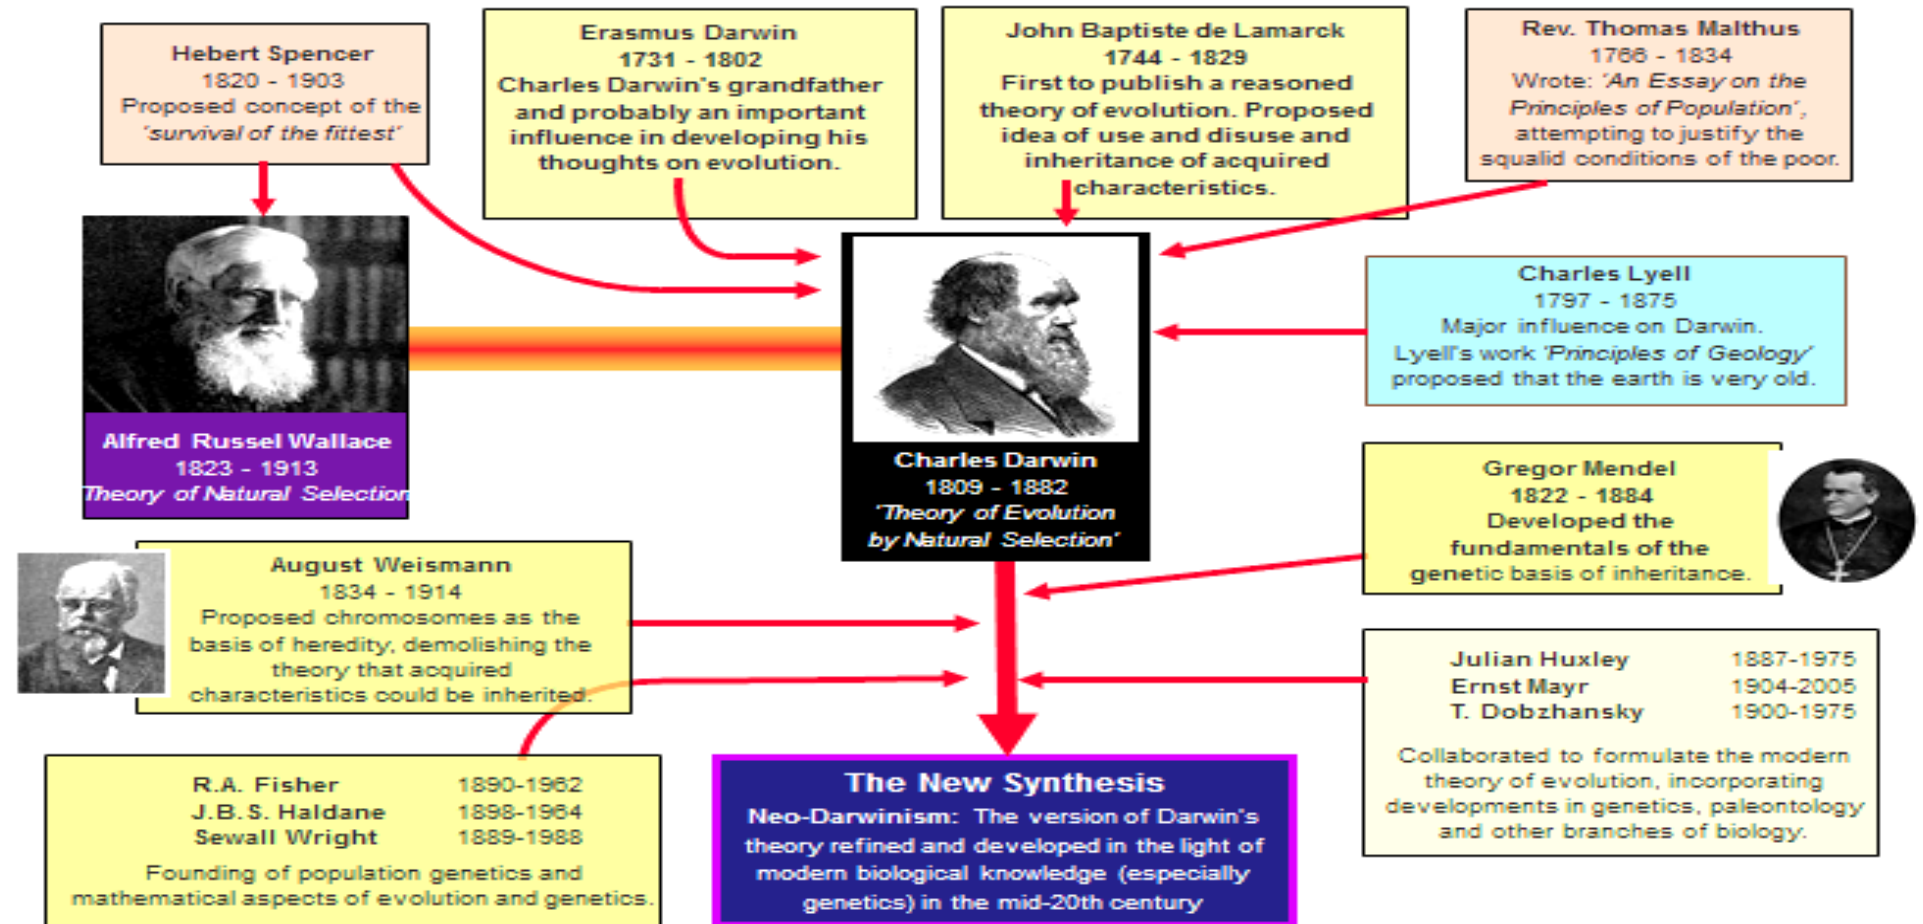 Hebert Spencer
1820 - 1903
Proposed concept of the
'survival of the fittest'
Erasmus Darwin
1731 - 1802
Charles Darwin's grandfather
and probably an important
influence in developing his
thoughts on evolution.
John Baptiste de Lamarck
1744 - 1829
First to publish a reasoned
theory of evolution. Proposed
idea of use and disuse and
inheritance of acquired
characteristics.
Rev. Thomas Malthus
1766 - 1834
Wrote: 'An Essay on the
Principles of Population',
attempting to justify the
squalid conditions of the poor.
Charles Lyell
1797 - 1875
Major influence on Darwin.
Lyell's work 'Principles of Geology'
proposed that the earth is very old.
Alfred Russel Wallace
1823 - 1913
Theory of Natural Selection
Charles Darwin
1809 - 1882
'Theory of Evolution
by Natural Selection'
Gregor Mendel
1822 - 1884
Developed the
fundamentals of the
genetic basis of inheritance.
August Weismann
1834 - 1914
Proposed chromosomes as the
basis of heredity, demolishing the
theory that acquired
characteristics could be inherited.
Julian Huxley 1887-1975
Ernst Mayr 1904-2005
T. Dobzhansky 1900-1975
Collaborated to formulate the modern
theory of evolution, incorporating
developments in genetics, paleontology
and other branches of biology.
R.A. Fisher 1890-1962
J.B.S. Haldane 1898-1964
Sewall Wright 1889-1988
Founding of population genetics and
mathematical aspects of evolution and genetics.
The New Synthesis
Neo-Darwinism: The version of Darwin's
theory refined and developed in the light of
modern biological knowledge (especially
genetics) in the mid-20th century